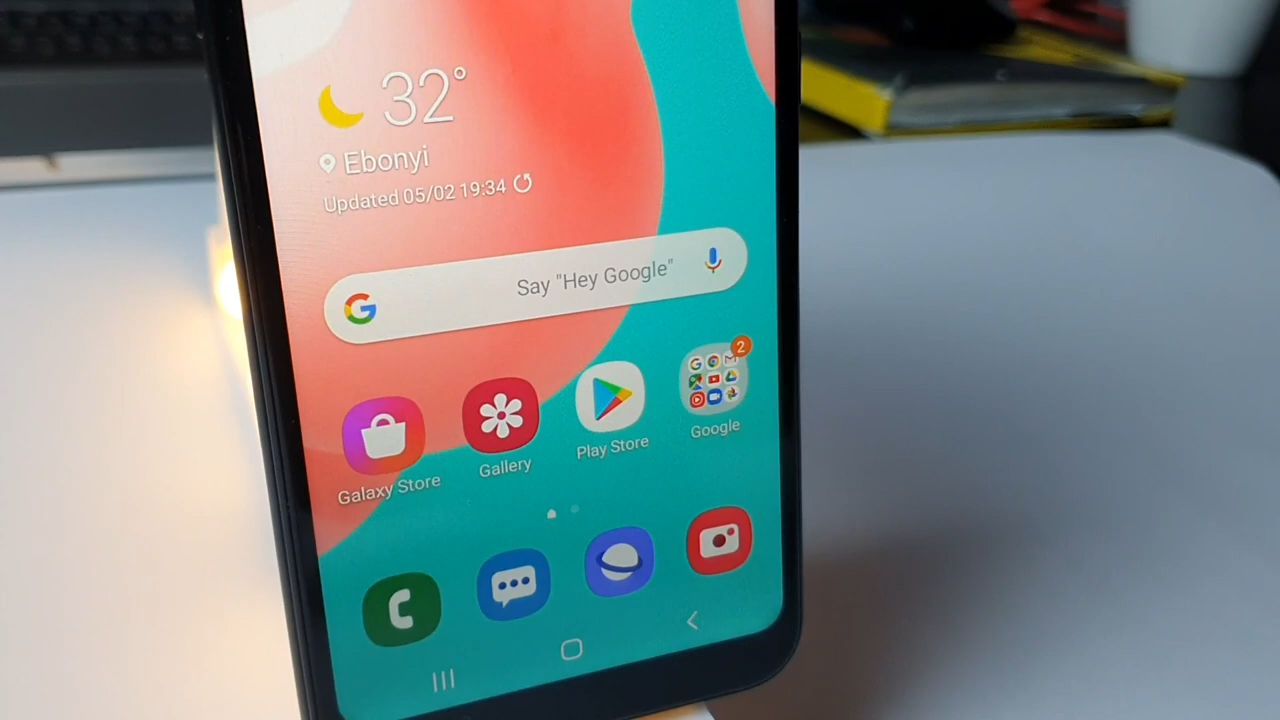 32°
Ebonyi
Updated 05/02 19:34
Say "Hey Google"
2
Galaxy Store
Gallery
Play Store
Google